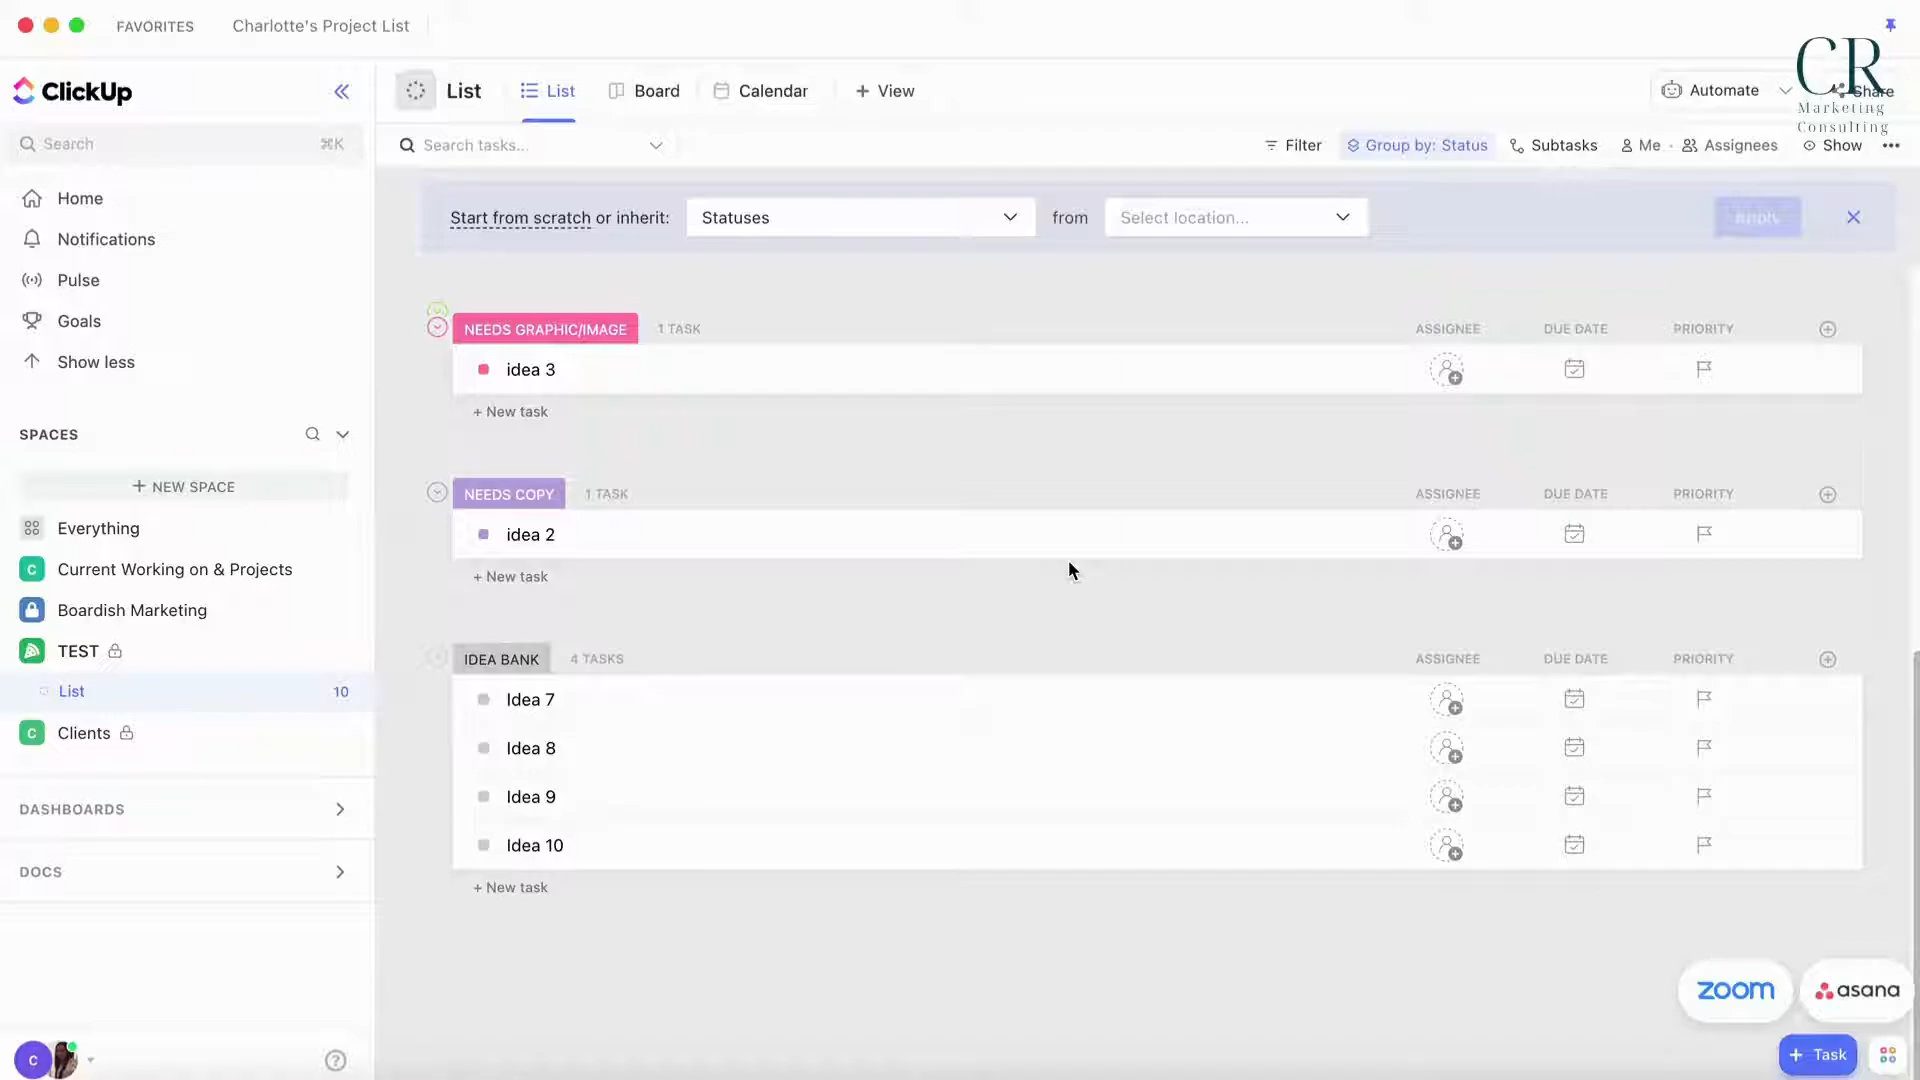 FAVORITES Charlotte's Project List
CR
Marketing
Consulting
ClickUp
List List Board Calendar + View
Automate Share
Search ⌘K
Search tasks...
Filter Group by: Status Subtasks Me Assignees Show
Home
Notifications
Pulse
Goals
Show less
SPACES
+ NEW SPACE
Everything
C Current Working on & Projects
Boardish Marketing
TEST
List 10
C Clients
DASHBOARDS
DOCS
C
Start from scratch or inherit: Statuses from Select location... Apply
NEEDS GRAPHIC/IMAGE 1 TASK ASSIGNEE DUE DATE PRIORITY
idea 3
+ New task
NEEDS COPY 1 TASK ASSIGNEE DUE DATE PRIORITY
idea 2
+ New task
IDEA BANK 4 TASKS ASSIGNEE DUE DATE PRIORITY
Idea 7
Idea 8
Idea 9
Idea 10
+ New task
zoom asana
+ Task